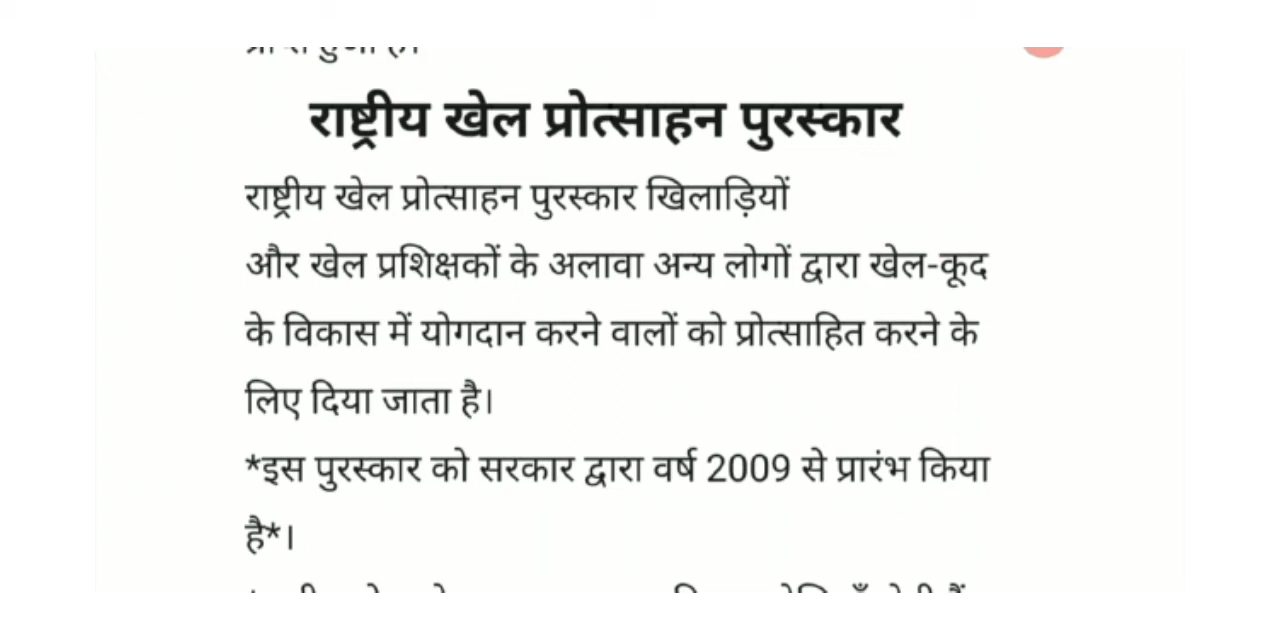 राष्ट्रीय खेल प्रोत्साहन पुरस्कार
राष्ट्रीय खेल प्रोत्साहन पुरस्कार खिलाड़ियों
और खेल प्रशिक्षकों के अलावा अन्य लोगों द्वारा खेल-कूद
के विकास में योगदान करने वालों को प्रोत्साहित करने के
लिए दिया जाता है।
*इस पुरस्कार को सरकार द्वारा वर्ष 2009 से प्रारंभ किया
है*।